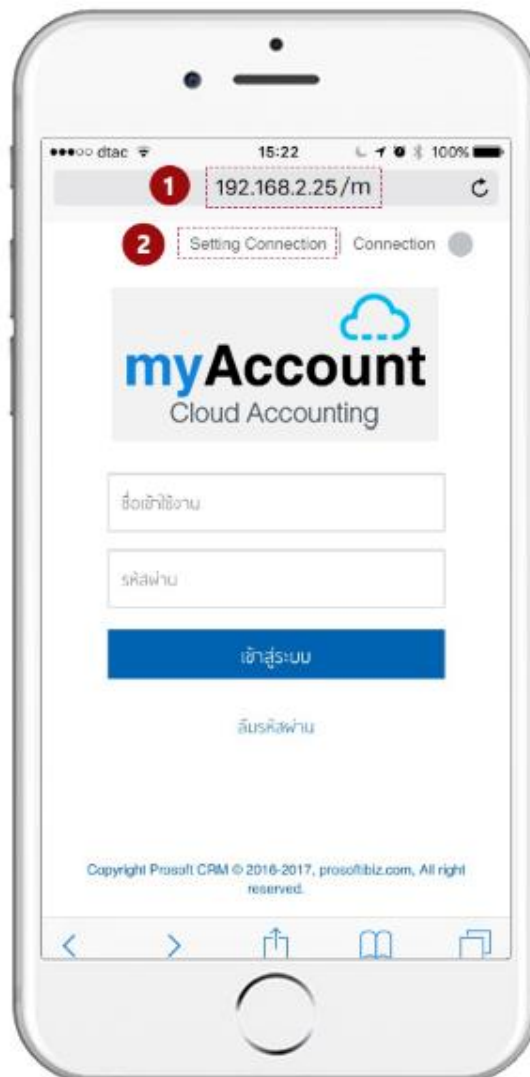 dtac 15:22 100%
1 192.168.2.25/m
2 Setting Connection Connection
myAccount
Cloud Accounting
ชื่อเข้าใช้งาน
รหัสผ่าน
เข้าสู่ระบบ
ลืมรหัสผ่าน
Copyright Prosoft CRM © 2016-2017, prosoftibiz.com, All right
reserved.